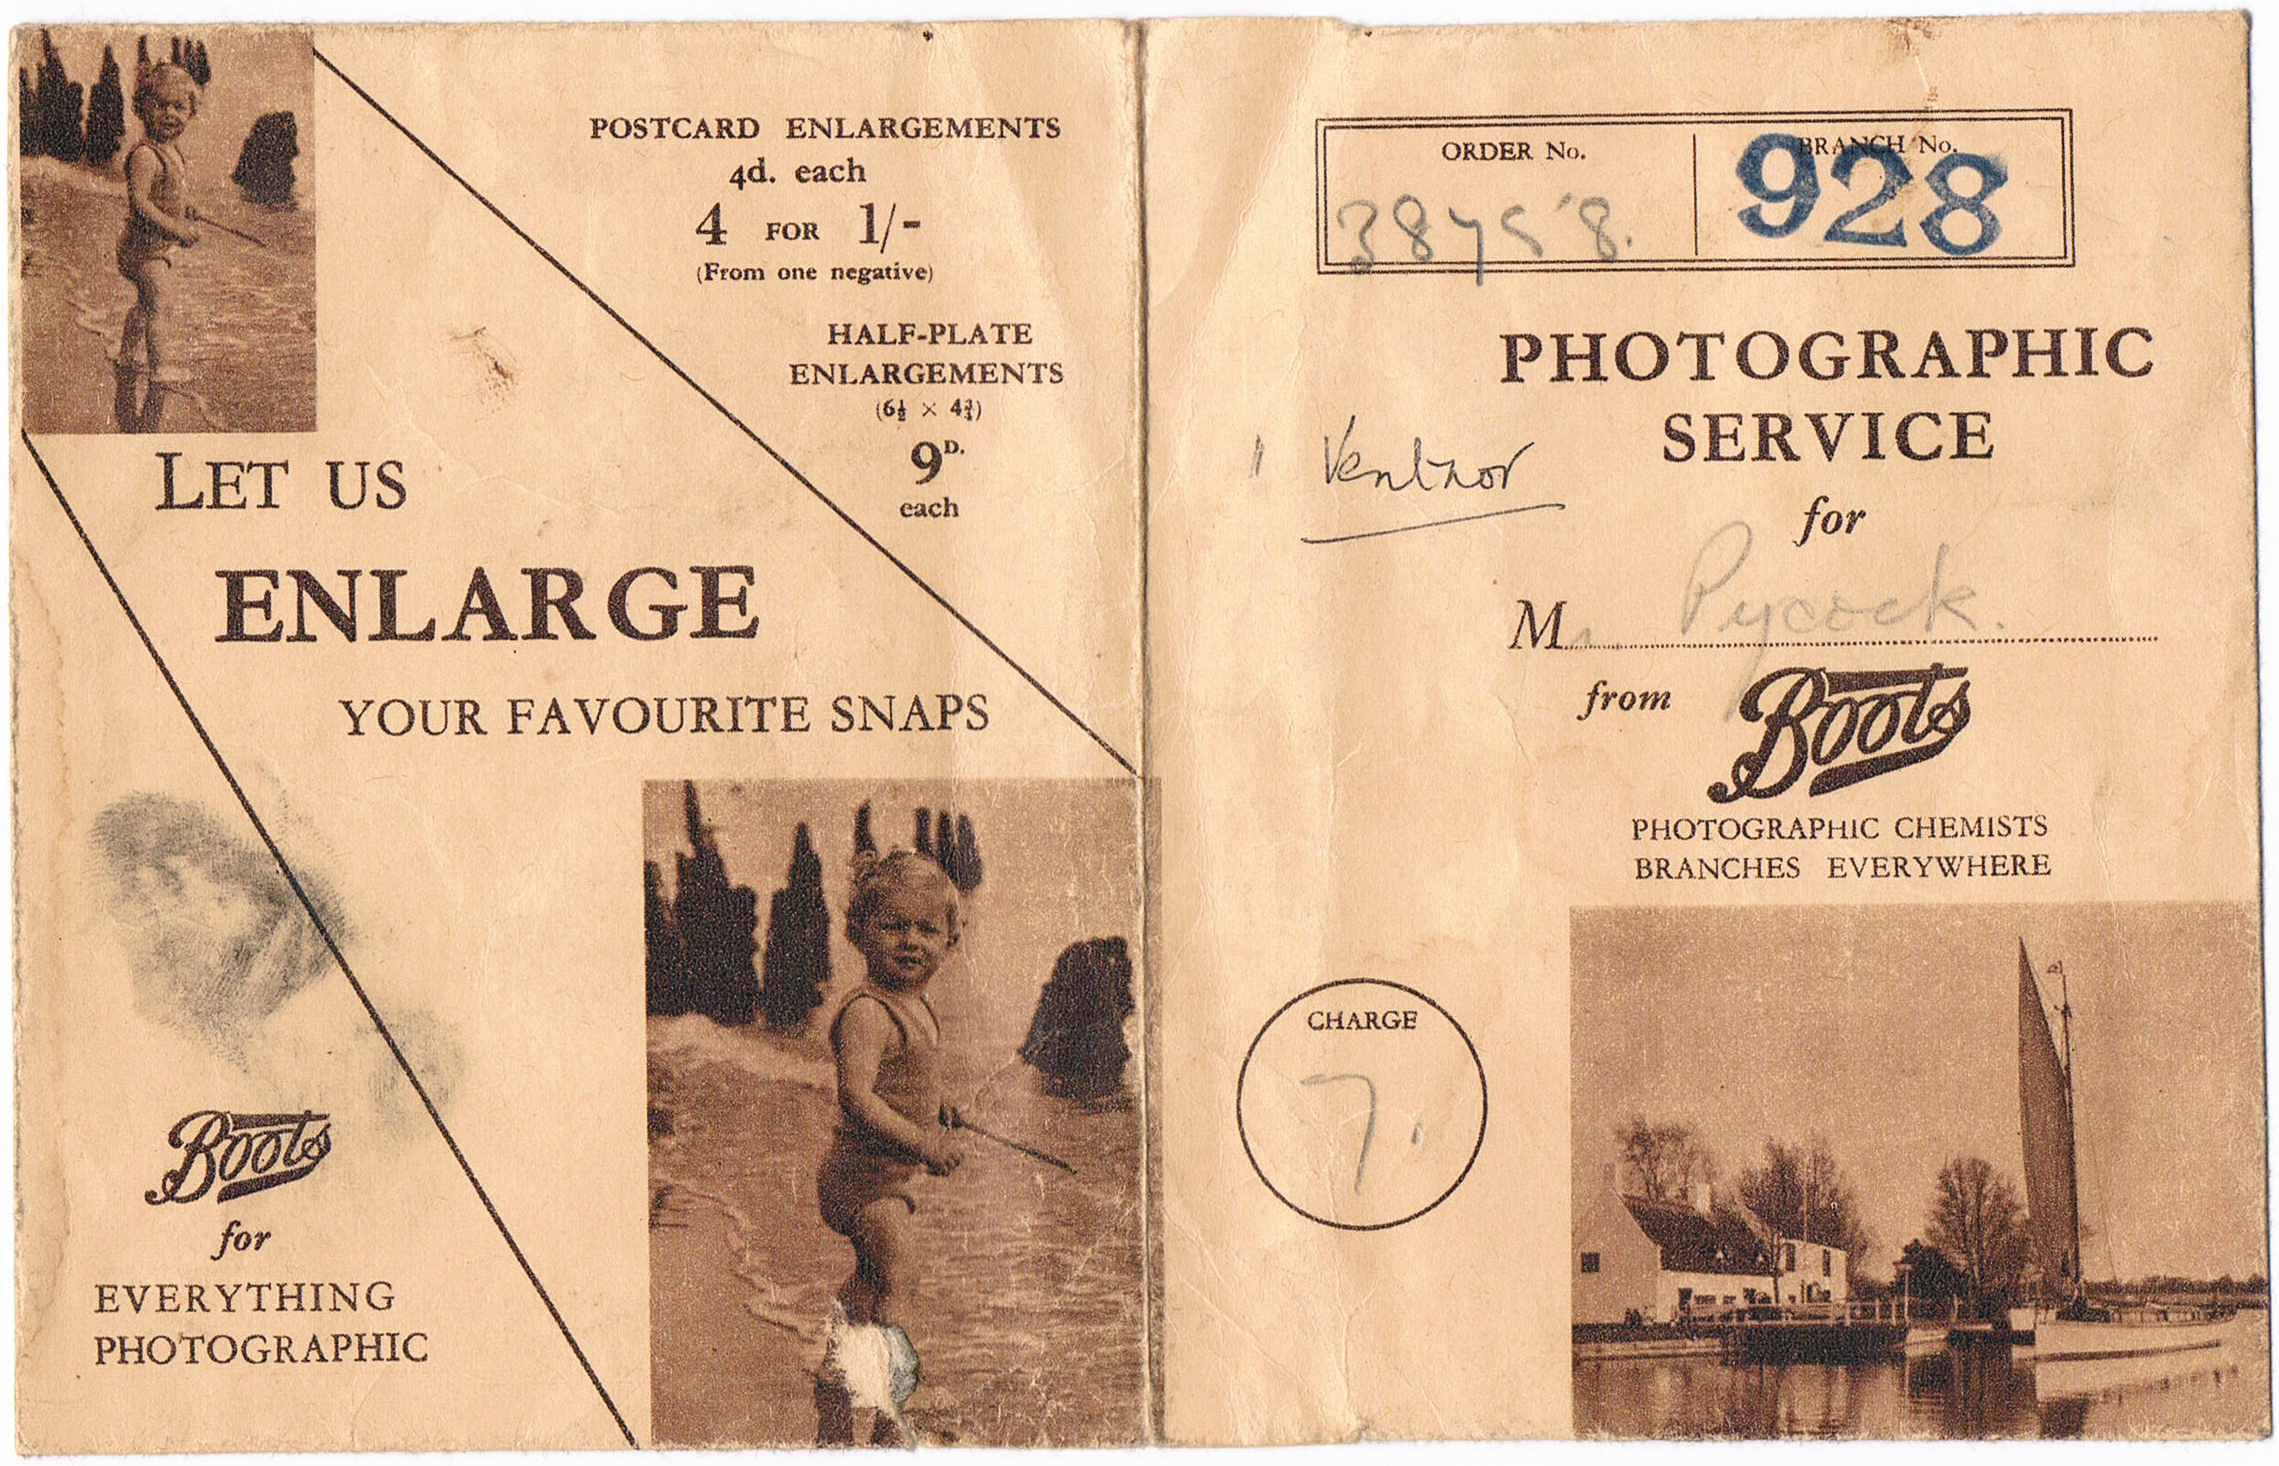 POSTCARD ENLARGEMENTS
4d. each
4 FOR 1/-
(From one negative)
HALF-PLATE
ENLARGEMENTS
(6½ × 4¾)
9D.
each
LET US
ENLARGE
YOUR FAVOURITE SNAPS
Boots
for
EVERYTHING
PHOTOGRAPHIC
ORDER No.
BRANCH No.
928
PHOTOGRAPHIC
SERVICE
Ventnor
for
M Pycock.
from Boots
PHOTOGRAPHIC CHEMISTS
BRANCHES EVERYWHERE
CHARGE
7.